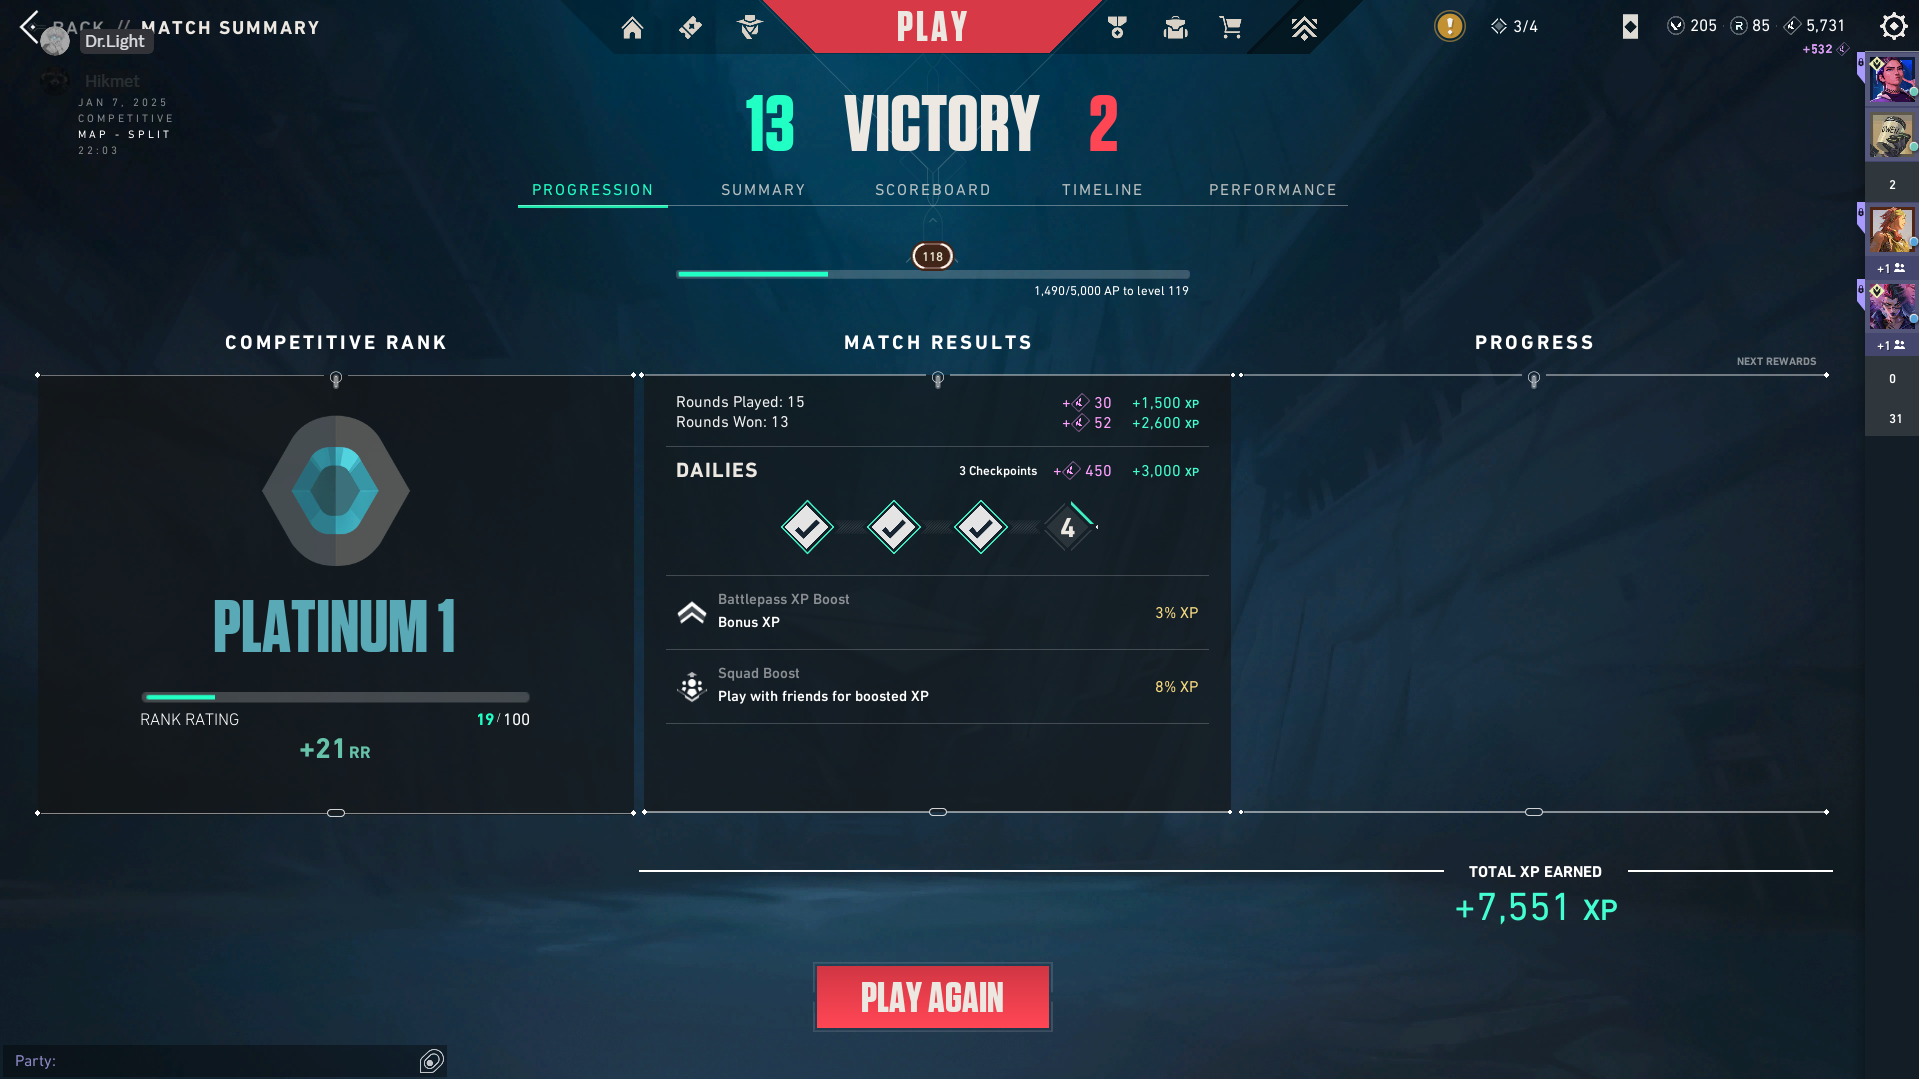 BACK // MATCH SUMMARY
Dr.Light
Hikmet
JAN 7, 2025
COMPETITIVE
MAP - SPLIT
22:03
PLAY
3/4
205
R 85
5,731
+532
13 VICTORY 2
PROGRESSION
SUMMARY
SCOREBOARD
TIMELINE
PERFORMANCE
118
1,490/5,000 AP to level 119
COMPETITIVE RANK
PLATINUM 1
RANK RATING 19/100
+21 RR
MATCH RESULTS
Rounds Played: 15 +30 +1,500 XP
Rounds Won: 13 +52 +2,600 XP
DAILIES 3 Checkpoints +450 +3,000 XP
4
Battlepass XP Boost
Bonus XP
3% XP
Squad Boost
Play with friends for boosted XP
8% XP
PROGRESS
NEXT REWARDS
TOTAL XP EARNED
+7,551 XP
PLAY AGAIN
Party:
2
+1
+1
0
31